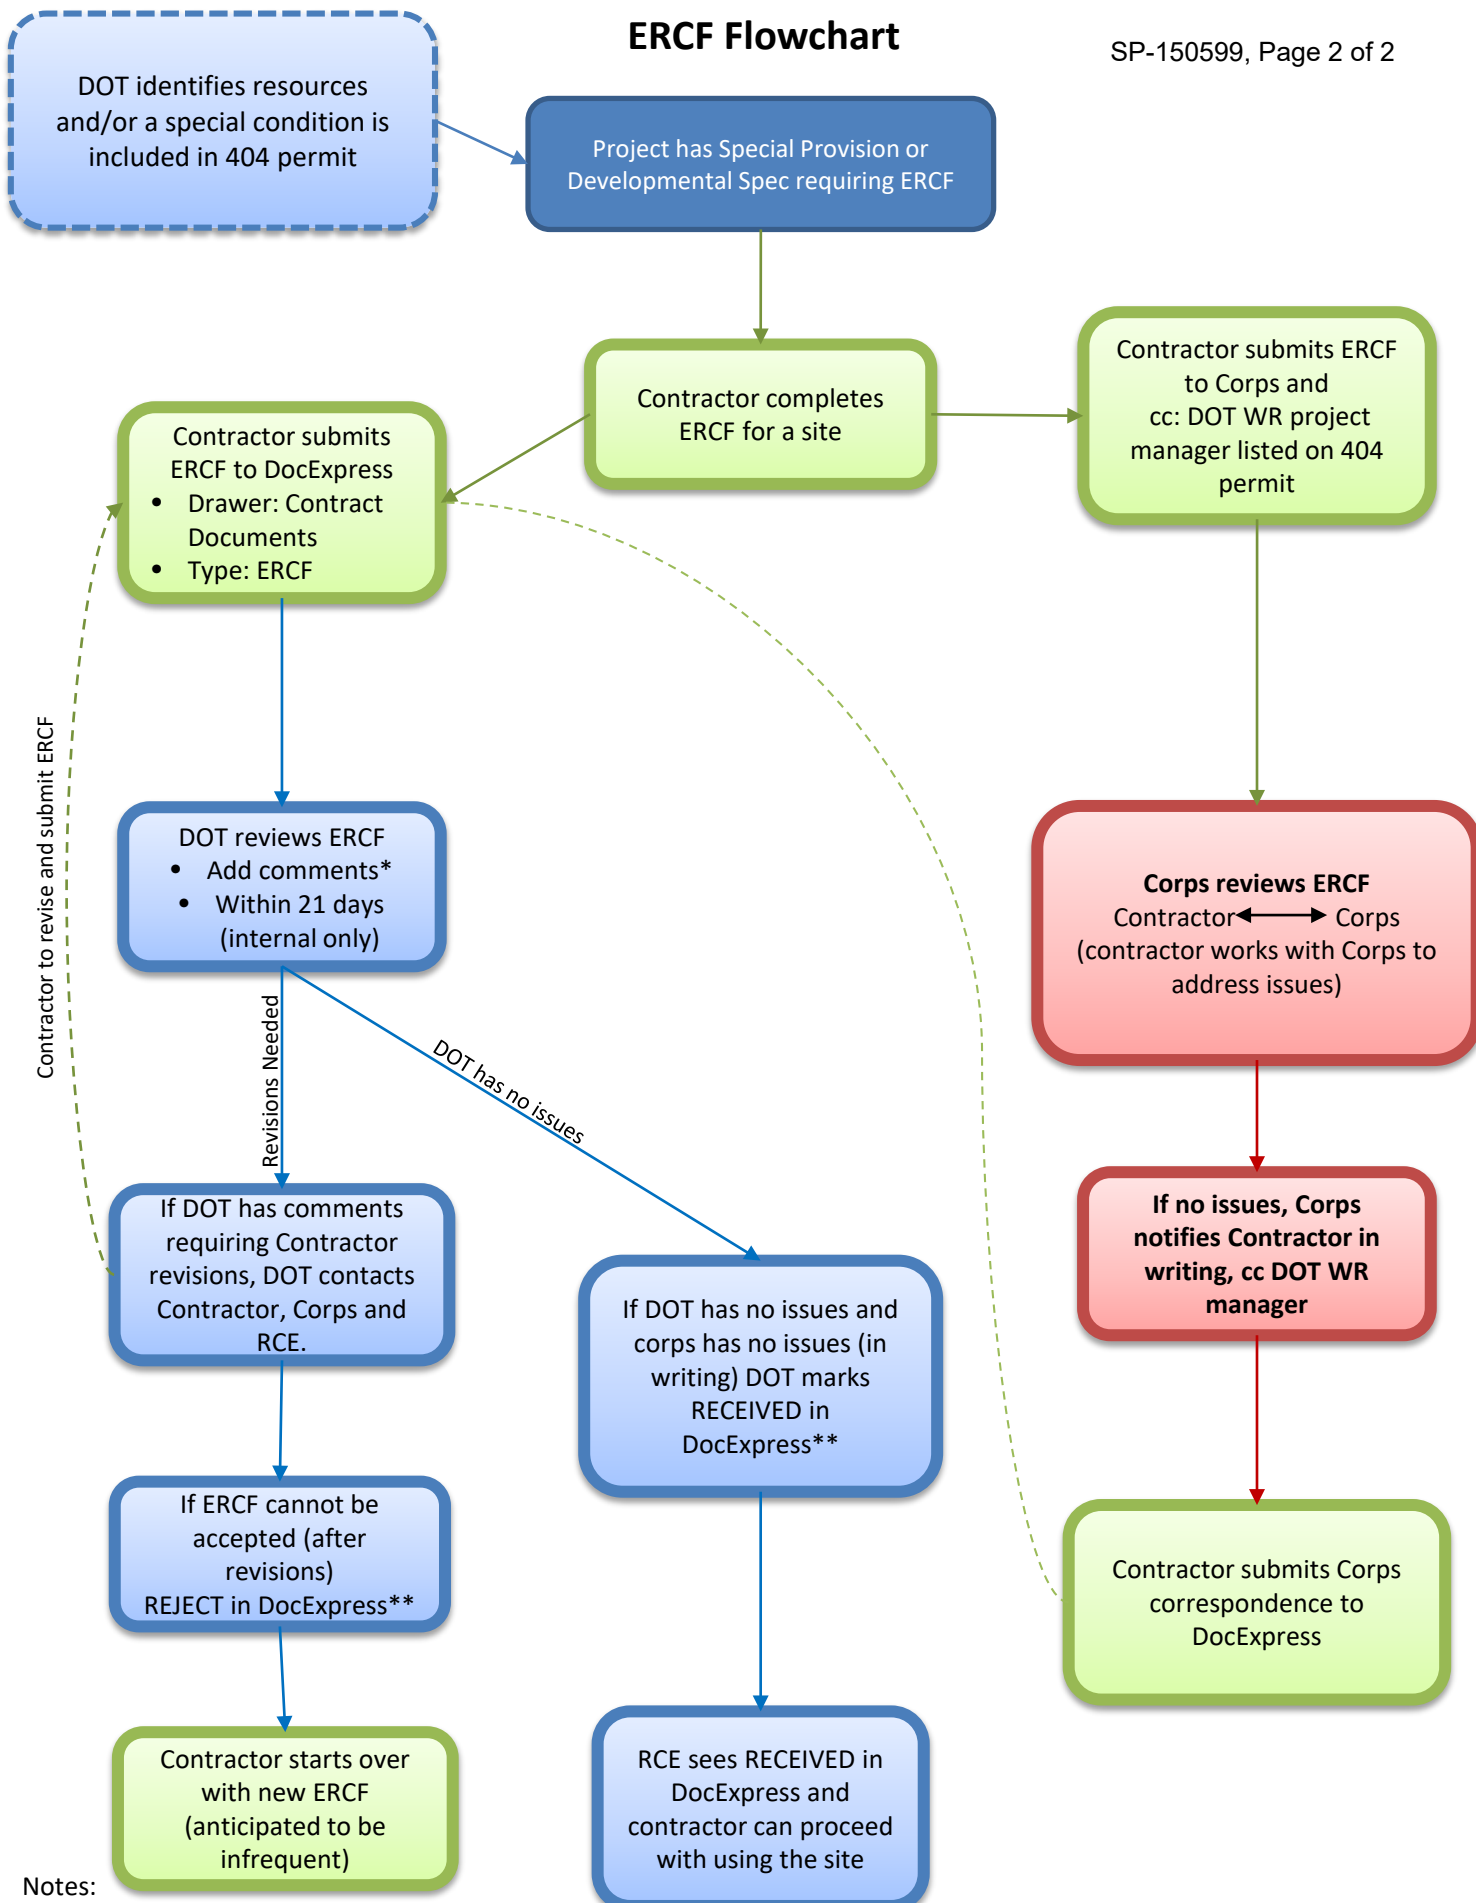 ERCF Flowchart
SP-150599, Page 2 of 2
DOT identifies resources
and/or a special condition is
included in 404 permit
Project has Special Provision or
Developmental Spec requiring ERCF
Contractor completes
ERCF for a site
Contractor submits ERCF
to Corps and
cc: DOT WR project
manager listed on 404
permit
Contractor submits
ERCF to DocExpress
• Drawer: Contract
Documents
• Type: ERCF
Contractor to revise and submit ERCF
DOT reviews ERCF
• Add comments*
• Within 21 days
(internal only)
Corps reviews ERCF
Contractor Corps
(contractor works with Corps to
address issues)
Revisions Needed
DOT has no issues
If DOT has comments
requiring Contractor
revisions, DOT contacts
Contractor, Corps and
RCE.
If DOT has no issues and
corps has no issues (in
writing) DOT marks
RECEIVED in
DocExpress**
If no issues, Corps
notifies Contractor in
writing, cc DOT WR
manager
If ERCF cannot be
accepted (after
revisions)
REJECT in DocExpress**
Contractor submits Corps
correspondence to
DocExpress
Contractor starts over
with new ERCF
(anticipated to be
infrequent)
RCE sees RECEIVED in
DocExpress and
contractor can proceed
with using the site
Notes: